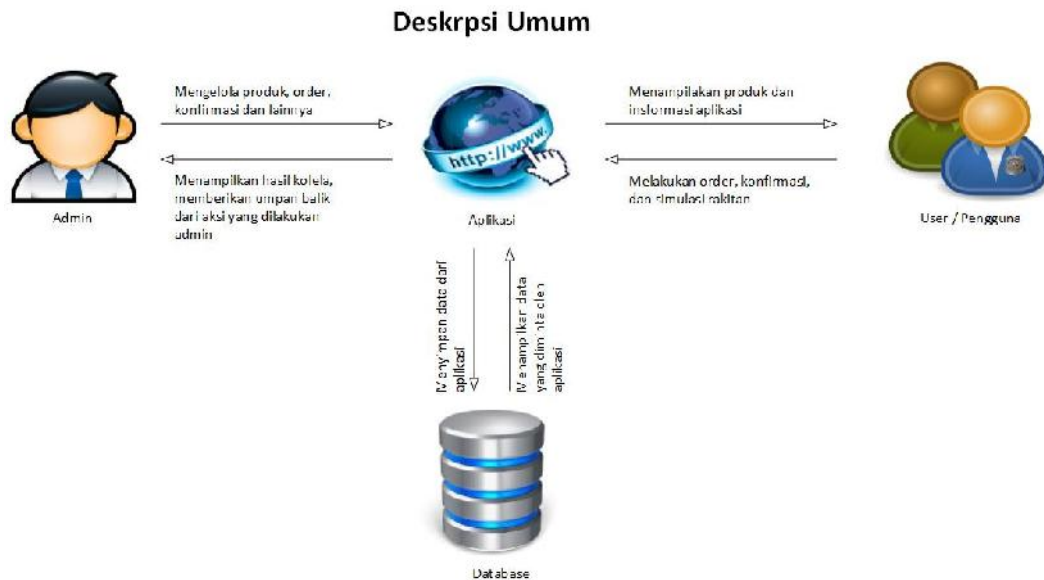 Deskrpsi Umum
Mengelola produk, order,
konfirmasi dan lainnya
Menampilkan hasil kolela,
memberikan umpan balik
dari aksi yang dilakukan
admin
Admin
http://www.
Aplikasi
Menampilakan produk dan
insformasi aplikasi
Melakukan order, konfirmasi,
dan simulasi rakitan
User / Pengguna
Menyimpan data dari
aplikasi
Menampilkan data
yang diminta oleh
aplikasi
Database